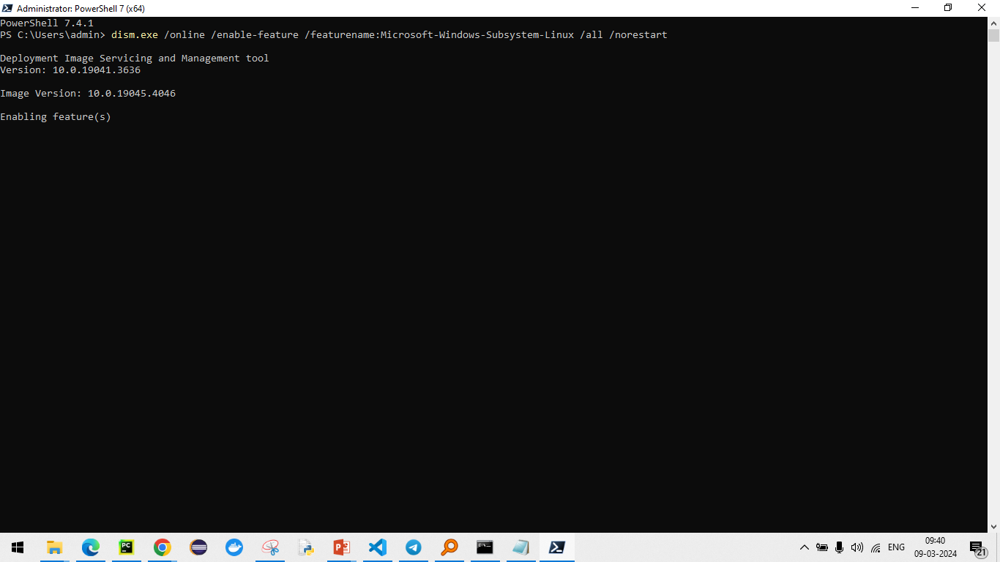 Administrator: PowerShell 7 (x64)
PowerShell 7.4.1
PS C:\Users\admin> dism.exe /online /enable-feature /featurename:Microsoft-Windows-Subsystem-Linux /all /norestart
Deployment Image Servicing and Management tool
Version: 10.0.19041.3636
Image Version: 10.0.19045.4046
Enabling feature(s)
PC
ENG
09:40
09-03-2024
21